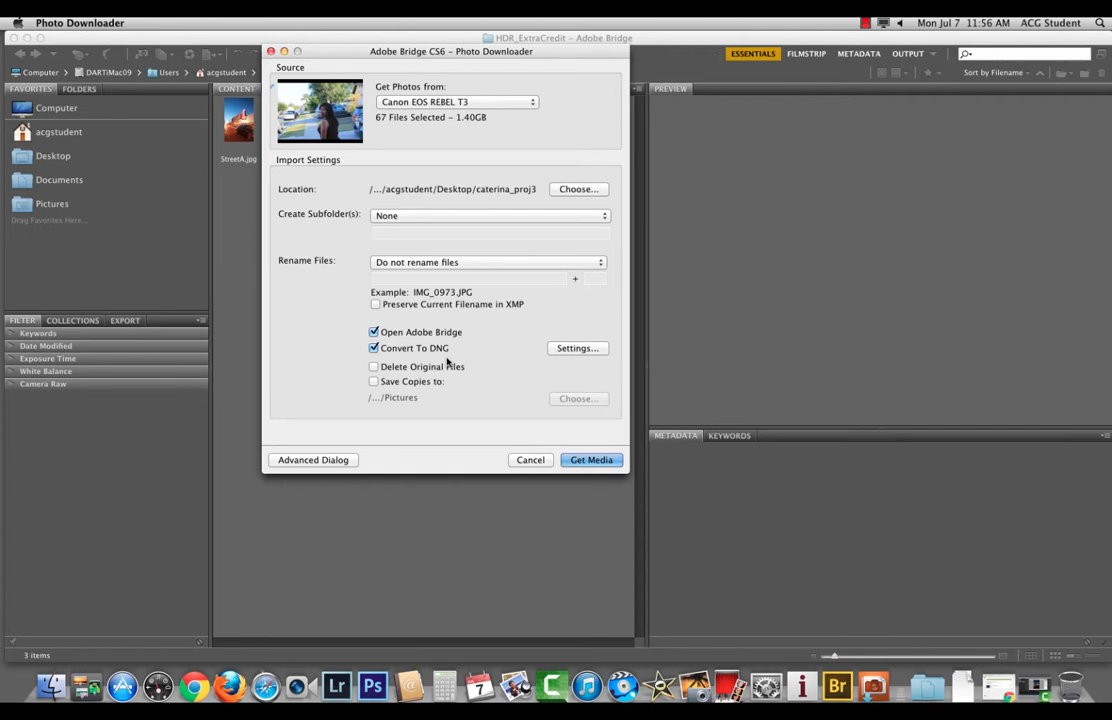 Photo Downloader
Mon Jul 7 11:56 AM ACG Student
HDR_ExtraCredit - Adobe Bridge
ESSENTIALS FILMSTRIP METADATA OUTPUT
Computer DARTiMac09 Users acgstudent
Sort by Filename
FAVORITES FOLDERS
Computer
acgstudent
Desktop
Documents
Pictures
Drag Favorites Here...
FILTER COLLECTIONS EXPORT
Keywords
Date Modified
Exposure Time
White Balance
Camera Raw
CONTENT
StreetA.jpg
Adobe Bridge CS6 - Photo Downloader
Source
Get Photos from:
Canon EOS REBEL T3
67 Files Selected - 1.40GB
Import Settings
Location: /.../acgstudent/Desktop/caterina_proj3 Choose...
Create Subfolder(s): None
Rename Files: Do not rename files
+
Example: IMG_0973.JPG
Preserve Current Filename in XMP
Open Adobe Bridge
Convert To DNG Settings...
Delete Original Files
Save Copies to:
/.../Pictures Choose...
Advanced Dialog Cancel Get Media
PREVIEW
METADATA KEYWORDS
3 items
Lr Ps 7 C Br